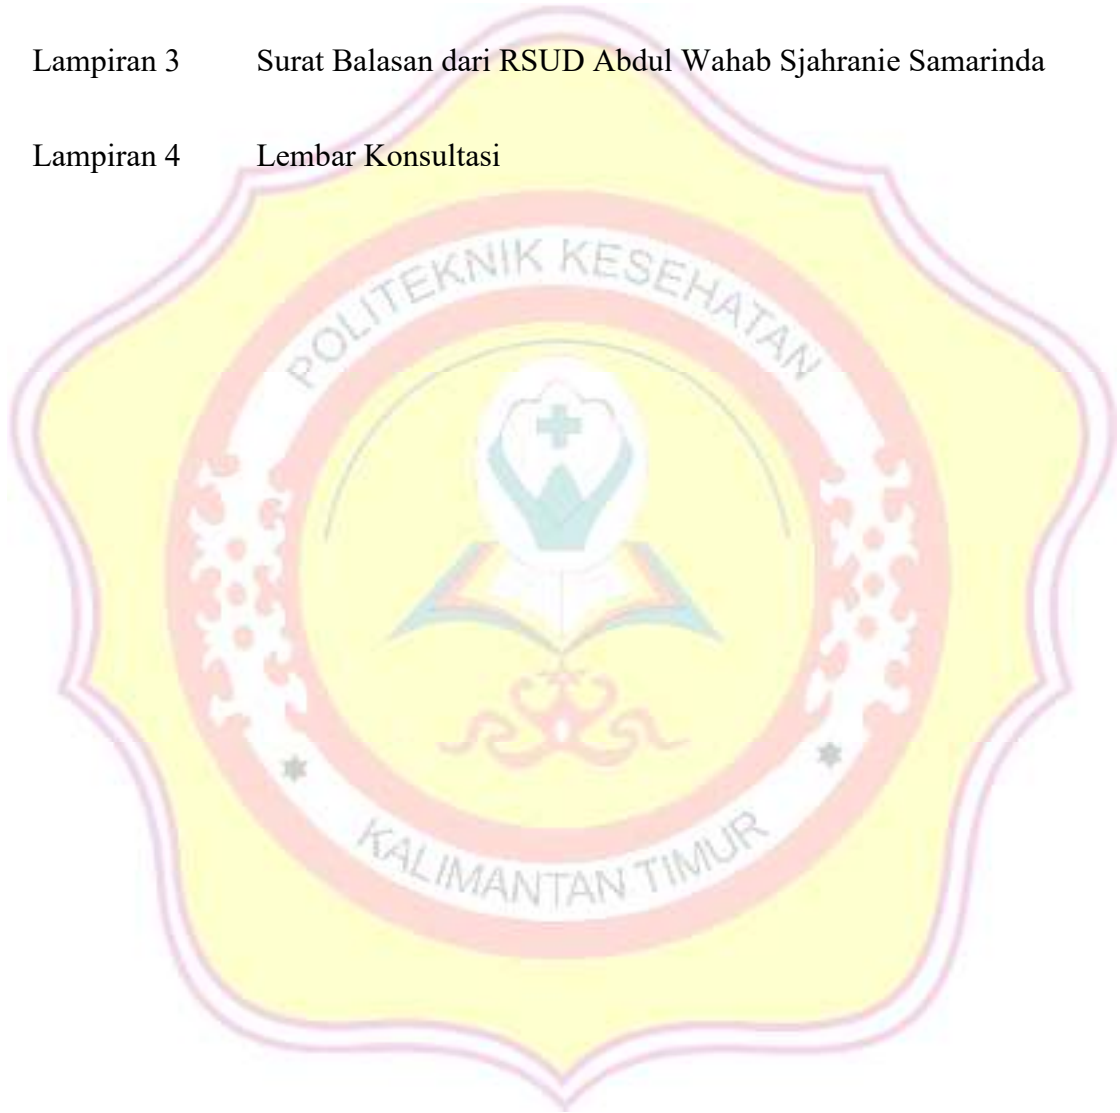 Lampiran 3 Surat Balasan dari RSUD Abdul Wahab Sjahranie Samarinda
Lampiran 4 Lembar Konsultasi
POLITEKNIK KESEHATAN
KALIMANTAN TIMUR